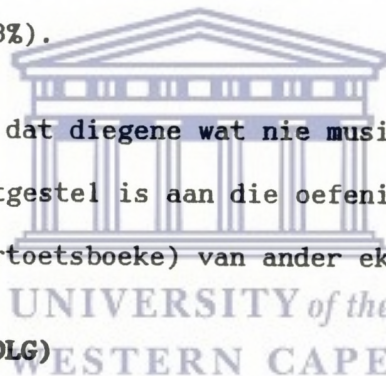 8%).
dat diegene wat nie musi
tgestel is aan die oefeni
rtoetsboeke) van ander ek
UNIVERSITY of the
OLG)
WESTERN CAPE